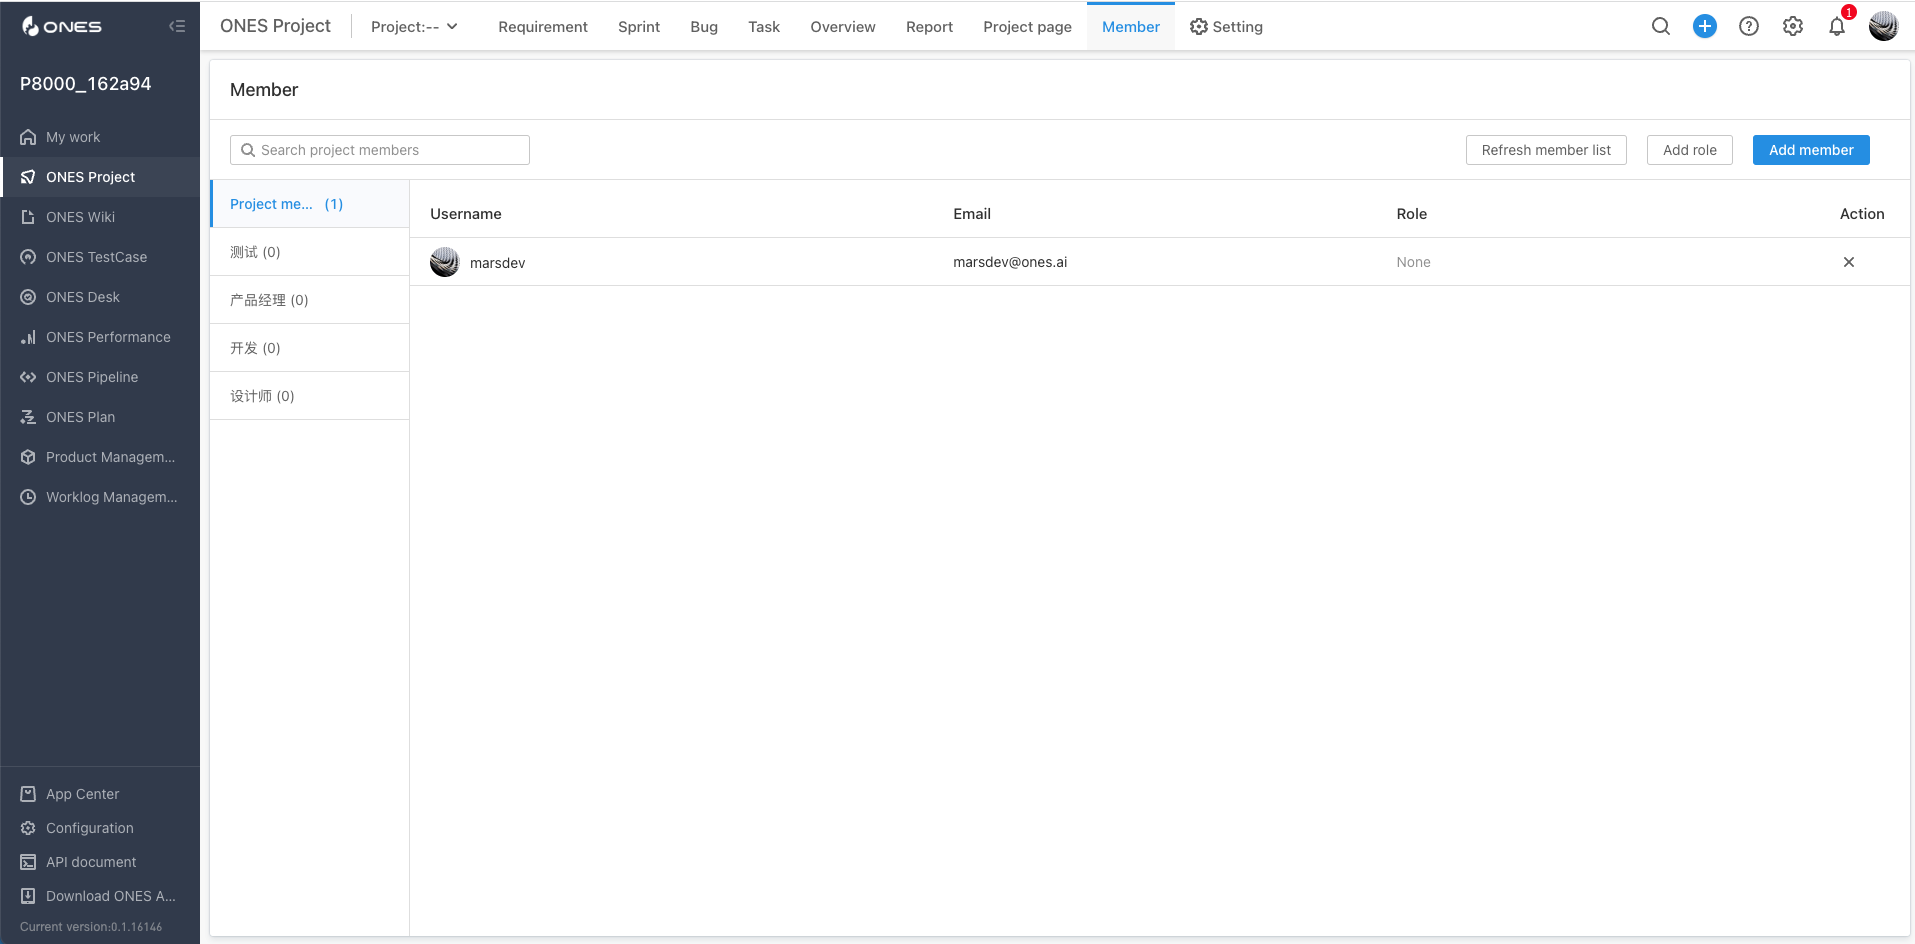 ONES
P8000_162a94
My work
ONES Project
ONES Wiki
ONES TestCase
ONES Desk
ONES Performance
ONES Pipeline
ONES Plan
Product Managem...
Worklog Managem...
App Center
Configuration
API document
Download ONES A...
Current version:0.1.16146
ONES Project Project:-- Requirement Sprint Bug Task Overview Report Project page Member Setting 1
Member
Search project members Refresh member list Add role Add member
Project me... (1)
测试 (0)
产品经理 (0)
开发 (0)
设计师 (0)
Username Email Role Action
marsdev marsdev@ones.ai None